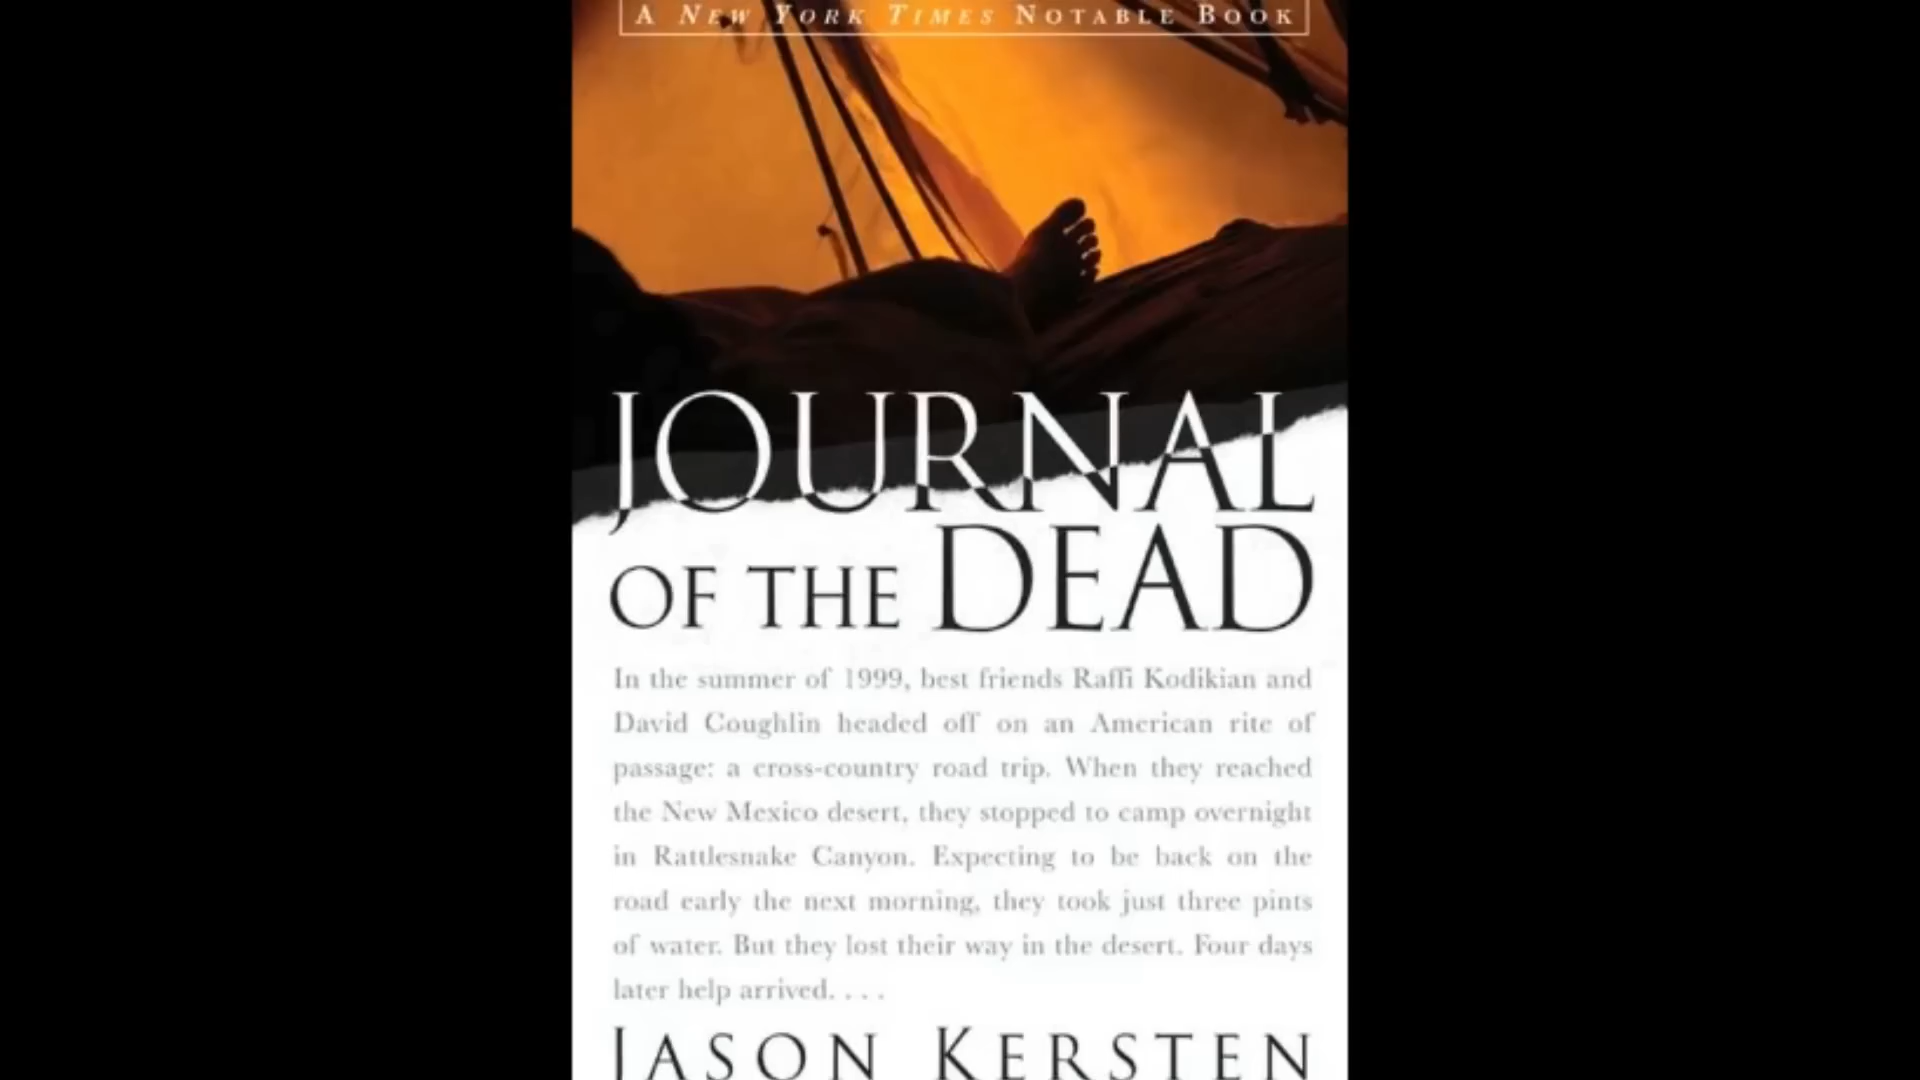 A NEW YORK TIMES NOTABLE BOOK
JOURNAL
OF THE DEAD
In the summer of 1999, best friends Raffi Kodikian and
David Coughlin headed off on an American rite of
passage: a cross-country road trip. When they reached
the New Mexico desert, they stopped to camp overnight
in Rattlesnake Canyon. Expecting to be back on the
road early the next morning, they took just three pints
of water. But they lost their way in the desert. Four days
later help arrived. . . .
JASON KERSTEN